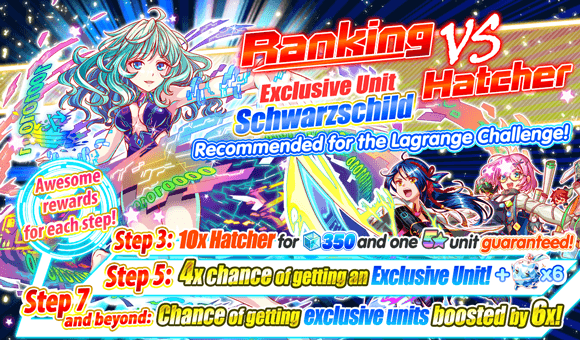 Ranking VS
Hatcher
Exclusive Unit
Schwarzschild
Recommended for the Lagrange Challenge!
Awesome
rewards
for each step!
Step 3: 10x Hatcher for 350 and one 5★ unit guaranteed!
Step 5: 4x chance of getting an Exclusive Unit! + x6
Step 7
and beyond: Chance of getting exclusive units boosted by 6x!